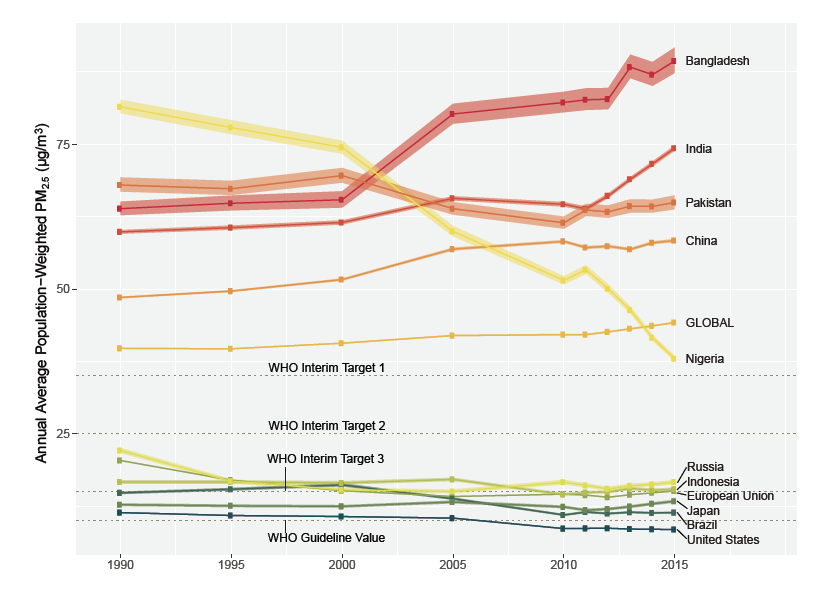 Annual Average Population−Weighted PM2.5 (μg/m3)
75
50
25
Bangladesh
India
Pakistan
China
GLOBAL
Nigeria
WHO Interim Target 1
WHO Interim Target 2
WHO Interim Target 3
WHO Guideline Value
Russia
Indonesia
European Union
Japan
Brazil
United States
1990
1995
2000
2005
2010
2015